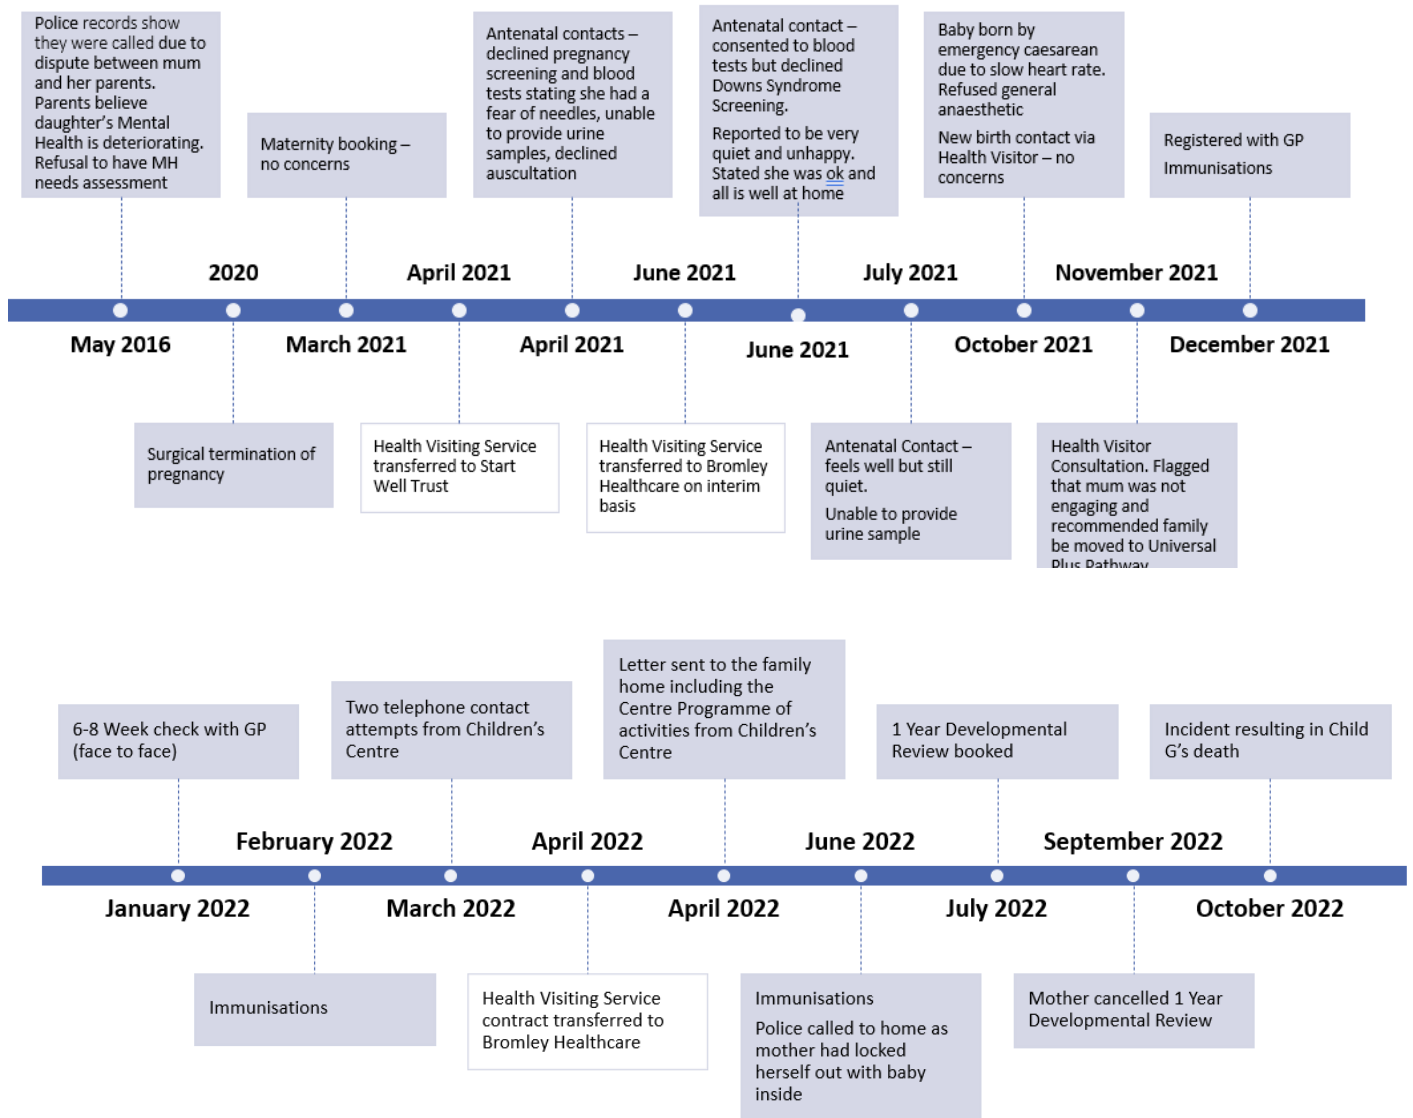 Police records show
they were called due to
dispute between mum
and her parents.
Parents believe
daughter's Mental
Health is deteriorating.
Refusal to have MH
needs assessment
Maternity booking –
no concerns
Antenatal contacts –
declined pregnancy
screening and blood
tests stating she had a
fear of needles, unable
to provide urine
samples, declined
auscultation
Antenatal contact –
consented to blood
tests but declined
Downs Syndrome
Screening.
Reported to be very
quiet and unhappy.
Stated she was ok and
all is well at home
Baby born by
emergency caesarean
due to slow heart rate.
Refused general
anaesthetic
New birth contact via
Health Visitor – no
concerns
Registered with GP
Immunisations
2020
April 2021
June 2021
July 2021
November 2021
May 2016
March 2021
April 2021
June 2021
October 2021
December 2021
Surgical termination of
pregnancy
Health Visiting Service
transferred to Start
Well Trust
Health Visiting Service
transferred to Bromley
Healthcare on interim
basis
Antenatal Contact –
feels well but still
quiet.
Unable to provide
urine sample
Health Visitor
Consultation. Flagged
that mum was not
engaging and
recommended family
be moved to Universal
Plus Pathway
6-8 Week check with GP
(face to face)
Two telephone contact
attempts from Children's
Centre
Letter sent to the family
home including the
Centre Programme of
activities from Children's
Centre
1 Year Developmental
Review booked
Incident resulting in Child
G's death
February 2022
April 2022
June 2022
September 2022
January 2022
March 2022
April 2022
July 2022
October 2022
Immunisations
Health Visiting Service
contract transferred to
Bromley Healthcare
Immunisations
Police called to home as
mother had locked
herself out with baby
inside
Mother cancelled 1 Year
Developmental Review